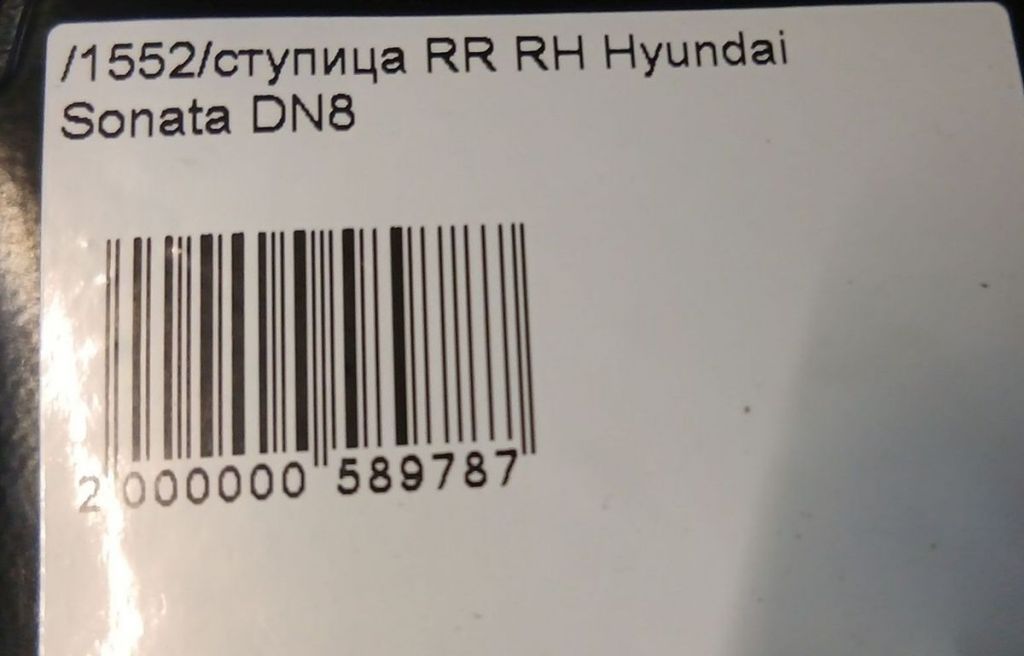 /1552/ступица RR RH Hyundai
Sonata DN8
2 000000 589787